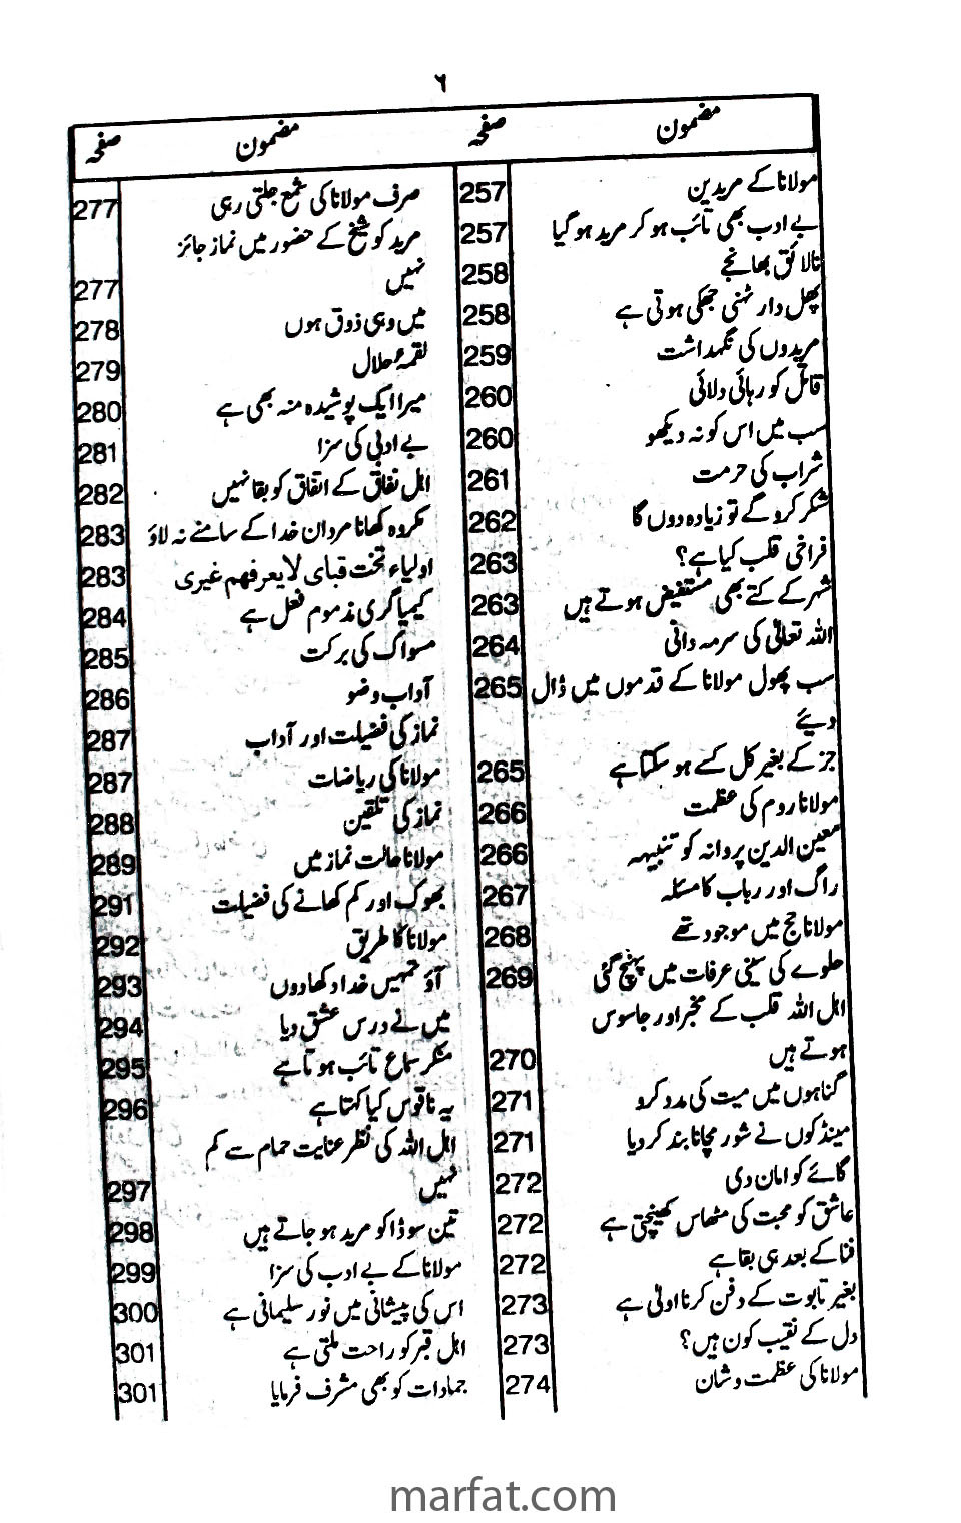 ٦
مضمون صفحہ مضمون صفحہ
مولانا کے مریدین 257
بے ادب بھی تائب ہو کر مرید ہو گیا 257
نالائق بھانجے 258
پھل دار ٹہنی جھکی ہوتی ہے 258
مریدوں کی نگہداشت 259
قاتل کو رہائی دلائی 260
سب میں اس کو نہ دیکھو 260
شراب کی حرمت 261
شکر کرو گے تو زیادہ دوں گا 262
فراخی قلب کیا ہے؟ 263
شہر کے کتے بھی مستفیض ہوتے ہیں 263
اللہ تعالیٰ کی سرمہ دانی 264
سب پھول مولانا کے قدموں میں ڈال 265
دیئے
جز کے بغیر کل کسے ہو سکتا ہے 265
مولانا روم کی عظمت 266
معین الدین پروانہ کو تنبیہہ 266
راگ اور رباب کا مسئلہ 267
مولانا حج میں موجود تھے 268
حلوے کی سینی عرفات میں پہنچ گئی 269
اہل اللہ قلب کے مخبر اور جاسوس
ہوتے ہیں 270
گناہوں میں میت کی مدد کرو 271
مینڈکوں نے شور مچانا بند کر دیا 271
گائے کو امان دی 272
عاشق کو محبت کی مٹھاس کھینچتی ہے 272
فنا کے بعد ہی بقا ہے 272
بغیر تابوت کے دفن کرنا اولیٰ ہے 273
دل کے نقیب کون ہیں؟ 273
مولانا کی عظمت و شان 274
صرف مولانا کی شمع جلتی رہی 277
مرید کو شیخ کے حضور میں نماز جائز
نہیں 277
میں وہی ذوق ہوں 278
لقمۂ حلال 279
میرا ایک پوشیدہ منہ بھی ہے 280
بے ادبی کی سزا 281
اہل نفاق کے اتفاق کو بقا نہیں 282
مکروہ کھانا مردان خدا کے سامنے نہ لاؤ 283
اولیاء تحت قبای لا یعرفہم غیری 283
کیمیا گری مذموم فعل ہے 284
مسواک کی برکت 285
آداب وضو 286
نماز کی فضیلت اور آداب 287
مولانا کی ریاضات 287
نماز کی تلقین 288
مولانا حالت نماز میں 289
بھوک اور کم کھانے کی فضیلت 291
مولانا کا طریق 292
آؤ تمہیں خدا دکھا دوں 293
میں نے درس عشق دیا 294
منکر سماع تائب ہوتا ہے 295
یہ ناقوس کیا کہتا ہے 296
اہل اللہ کی نظر عنایت حمام سے کم
نہیں 297
تین سو ڈاکو مرید ہو جاتے ہیں 298
مولانا کے بے ادب کی سزا 299
اس کی پیشانی میں نور سلیمانی ہے 300
اہل قبر کو راحت ملتی ہے 301
جمادات کو بھی مشرف فرمایا 301
marfat.com